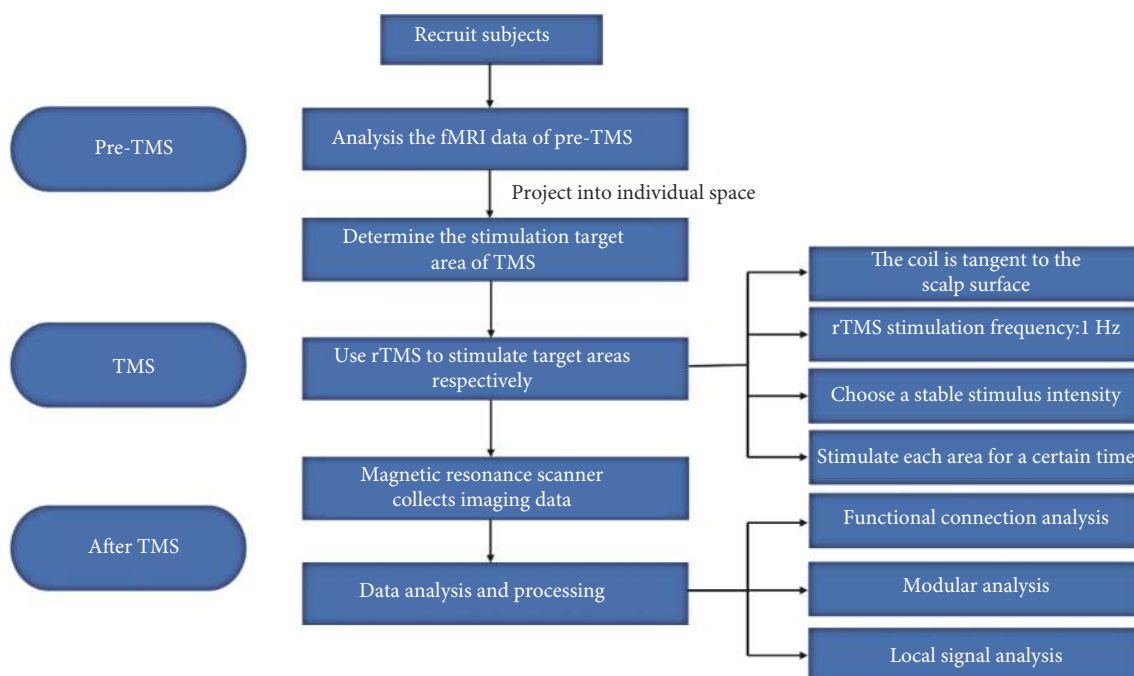 Recruit subjects
Pre-TMS
Analysis the fMRI data of pre-TMS
Project into individual space
Determine the stimulation target
area of TMS
TMS
Use rTMS to stimulate target areas
respectively
The coil is tangent to the
scalp surface
rTMS stimulation frequency:1 Hz
Choose a stable stimulus intensity
Stimulate each area for a certain time
After TMS
Magnetic resonance scanner
collects imaging data
Data analysis and processing
Functional connection analysis
Modular analysis
Local signal analysis